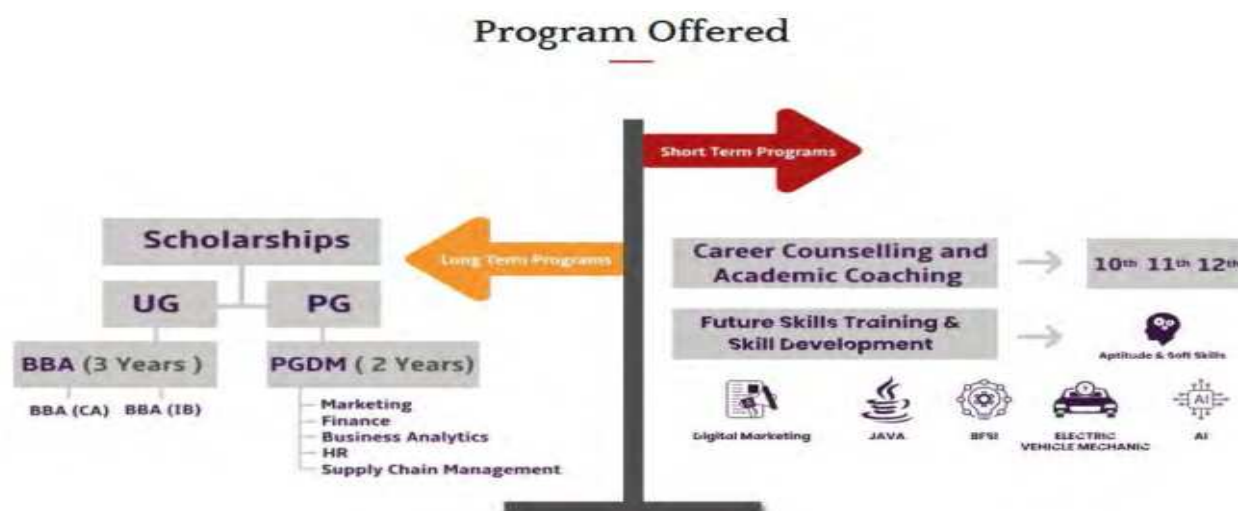 Program Offered
Short Term Programs
Long Term Programs
Scholarships
UG
PG
BBA (3 Years )
PGDM ( 2 Years)
BBA (CA)
BBA (IB)
Marketing
Finance
Business Analytics
HR
Supply Chain Management
Career Counselling and
Academic Coaching
10th 11th 12th
Future Skills Training &
Skill Development
Aptitude & Soft Skills
Digital Marketing
JAVA
BFSI
ELECTRIC
VEHICLE MECHANIC
AI
AI